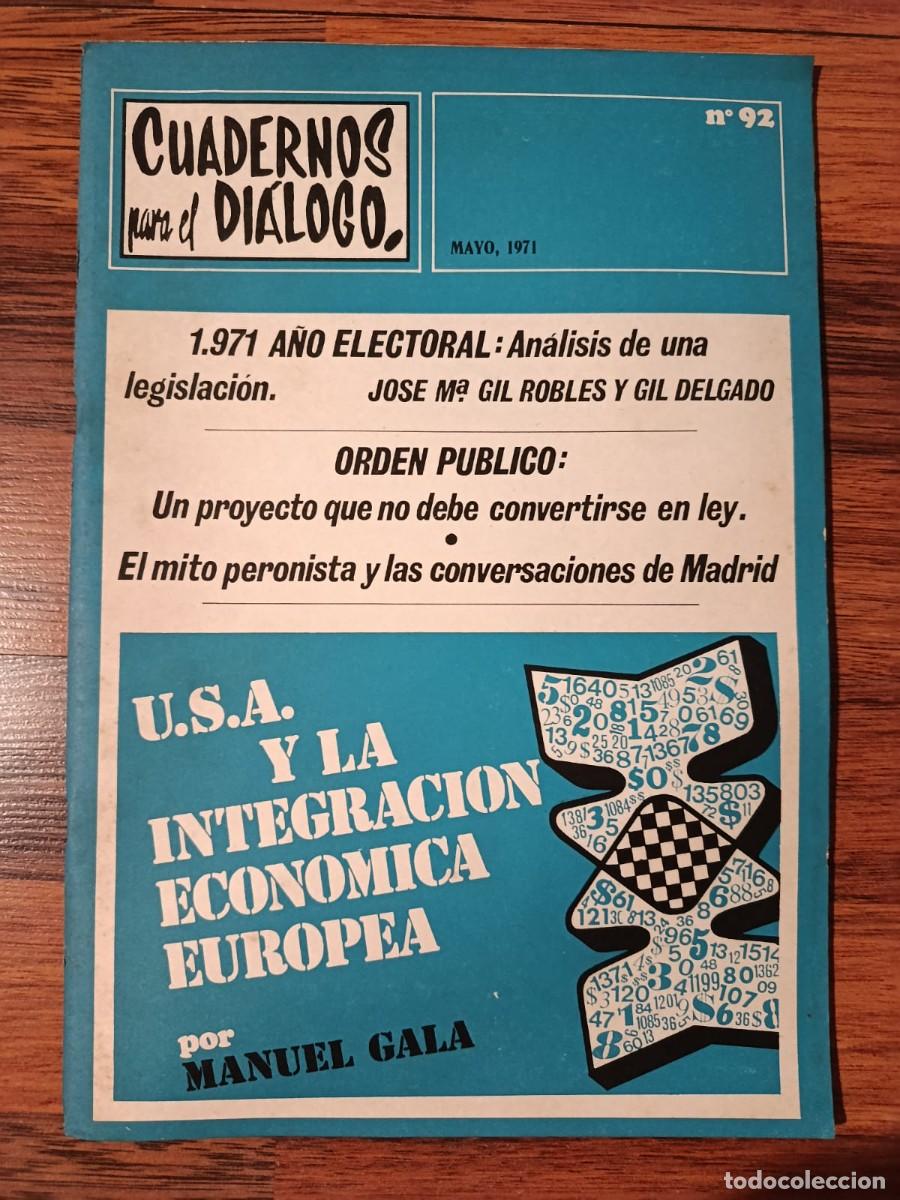 CUADERNOS
para el DIÁLOGO.
nº 92
MAYO, 1971
1.971 AÑO ELECTORAL: Análisis de una
legislación. JOSE Mª GIL ROBLES Y GIL DELGADO
ORDEN PUBLICO:
Un proyecto que no debe convertirse en ley.
•
El mito peronista y las conversaciones de Madrid
U.S.A.
Y LA
INTEGRACION
ECONOMICA
EUROPEA
por
MANUEL GALA
todocoleccion